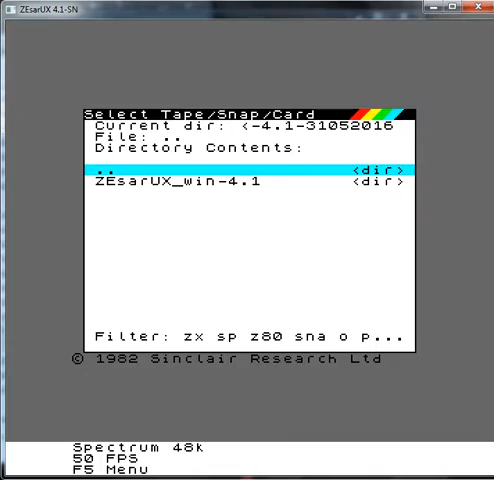 ZEsarUX 4.1-SN
Select Tape/Snap/Card
Current dir: <-4.1-31052016
File: ..
Directory Contents:
.. <dir>
ZEsarUX_win-4.1 <dir>
Filter: zx sp z80 sna o p...
© 1982 Sinclair Research Ltd
Spectrum 48k
50 FPS
F5 Menu